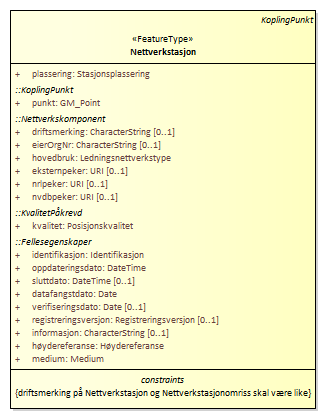 KoplingPunkt
«FeatureType»
Nettverkstasjon
+ plassering: Stasjonsplassering
::KoplingPunkt
+ punkt: GM_Point
::Nettverkskomponent
+ driftsmerking: CharacterString [0..1]
+ eierOrgNr: CharacterString [0..1]
+ hovedbruk: Ledningsnettverkstype
+ eksternpeker: URI [0..1]
+ nrlpeker: URI [0..1]
+ nvdbpeker: URI [0..1]
::KvalitetPåkrevd
+ kvalitet: Posisjonskvalitet
::Fellesegenskaper
+ identifikasjon: Identifikasjon
+ oppdateringsdato: DateTime
+ sluttdato: DateTime [0..1]
+ datafangstdato: Date
+ verifiseringsdato: Date [0..1]
+ registreringsversjon: Registreringsversjon [0..1]
+ informasjon: CharacterString [0..1]
+ høydereferanse: Høydereferanse
+ medium: Medium
constraints
{driftsmerking på Nettverkstasjon og Nettverkstasjonomriss skal være like}